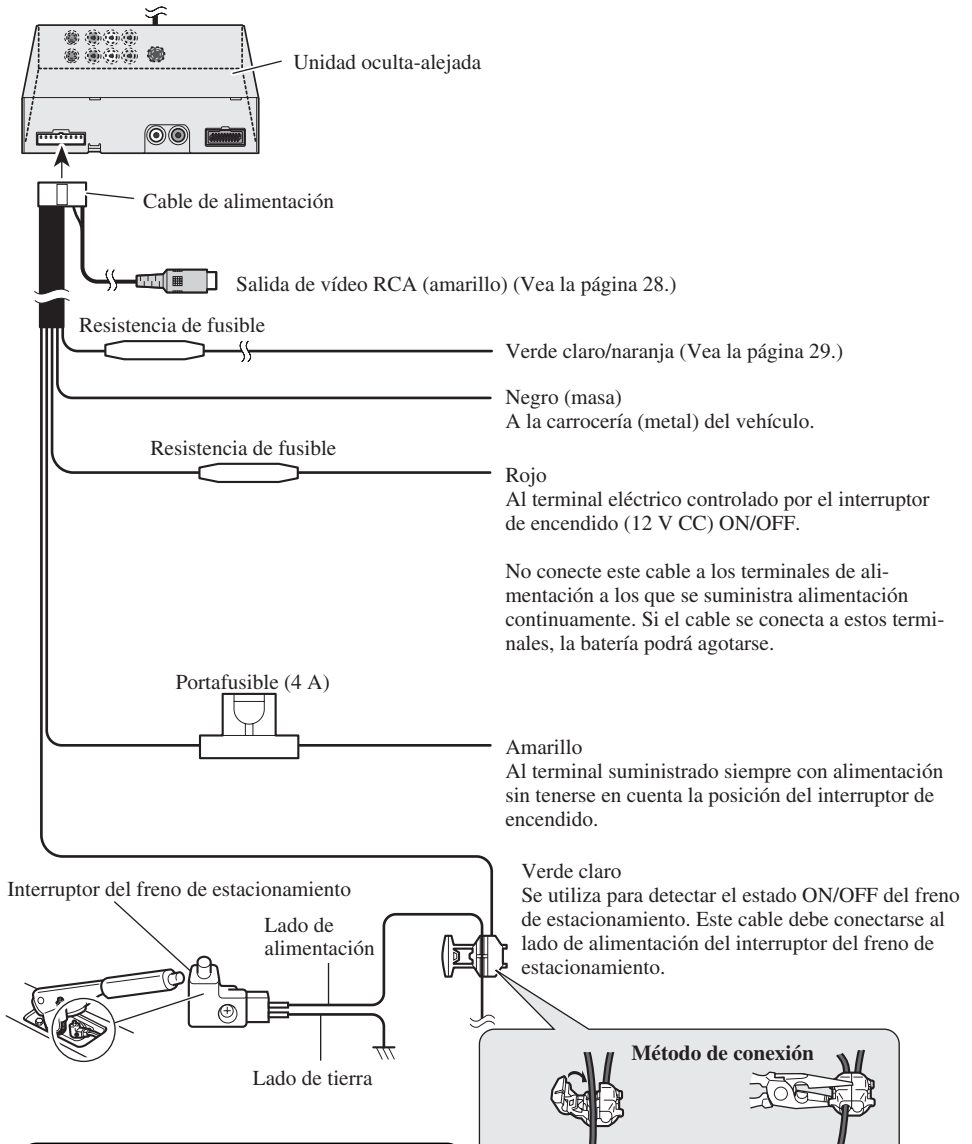 Unidad oculta-alejada
Cable de alimentación
Salida de vídeo RCA (amarillo) (Vea la página 28.)
Resistencia de fusible
Verde claro/naranja (Vea la página 29.)
Negro (masa)
A la carrocería (metal) del vehículo.
Resistencia de fusible
Rojo
Al terminal eléctrico controlado por el interruptor
de encendido (12 V CC) ON/OFF.
No conecte este cable a los terminales de ali-
mentación a los que se suministra alimentación
continuamente. Si el cable se conecta a estos termi-
nales, la batería podrá agotarse.
Portafusible (4 A)
Amarillo
Al terminal suministrado siempre con alimentación
sin tenerse en cuenta la posición del interruptor de
encendido.
Verde claro
Se utiliza para detectar el estado ON/OFF del freno
de estacionamiento. Este cable debe conectarse al
lado de alimentación del interruptor del freno de
estacionamiento.
Interruptor del freno de estacionamiento
Lado de
alimentación
Lado de tierra
Método de conexión